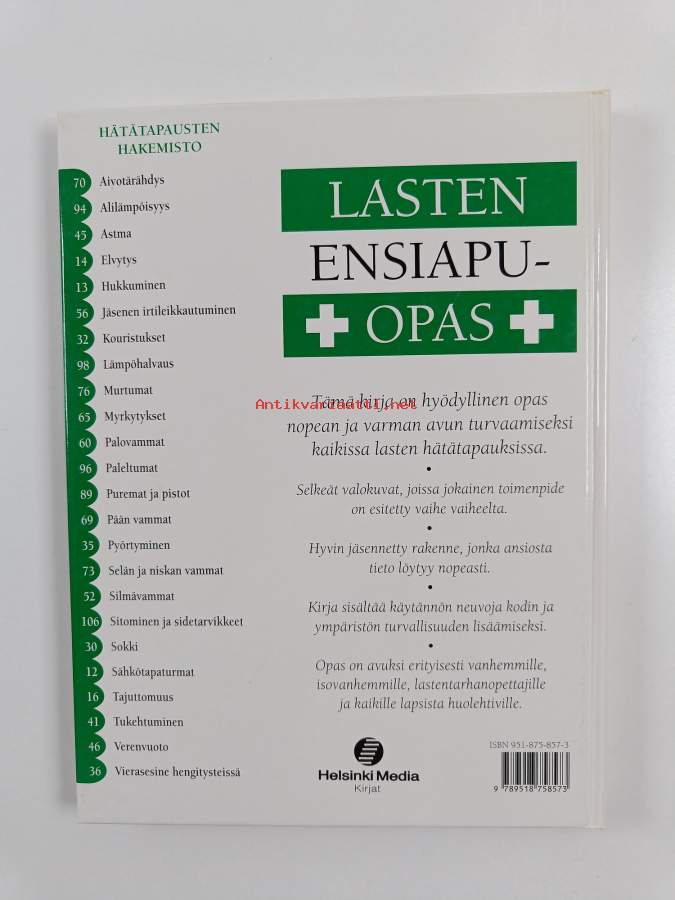 HÄTÄTAPAUSTEN
HAKEMISTO
70 Aivotärähdys
94 Alilämpöisyys
45 Astma
14 Elvytys
13 Hukkuminen
56 Jäsenen irtileikkautuminen
32 Kouristukset
98 Lämpöhalvaus
76 Murtumat
65 Myrkytykset
60 Palovammat
96 Paleltumat
89 Puremat ja pistot
69 Pään vammat
35 Pyörtyminen
73 Selän ja niskan vammat
52 Silmävammat
106 Sitominen ja sidetarvikkeet
30 Sokki
12 Sähkötapaturmat
16 Tajuttomuus
41 Tukehtuminen
46 Verenvuoto
36 Vierasesine hengitysteissä
LASTEN
ENSIAPU-
OPAS
Tämä kirja on hyödyllinen opas
Antikvariaatti.net
nopean ja varman avun turvaamiseksi
kaikissa lasten hätätapauksissa.
•
Selkeät valokuvat, joissa jokainen toimenpide
on esitetty vaihe vaiheelta.
•
Hyvin jäsennetty rakenne, jonka ansiosta
tieto löytyy nopeasti.
•
Kirja sisältää käytännön neuvoja kodin ja
ympäristön turvallisuuden lisäämiseksi.
•
Opas on avuksi erityisesti vanhemmille,
isovanhemmille, lastentarhanopettajille
ja kaikille lapsista huolehtiville.
Helsinki Media
Kirjat
ISBN 951-875-857-3
9 789518 758573